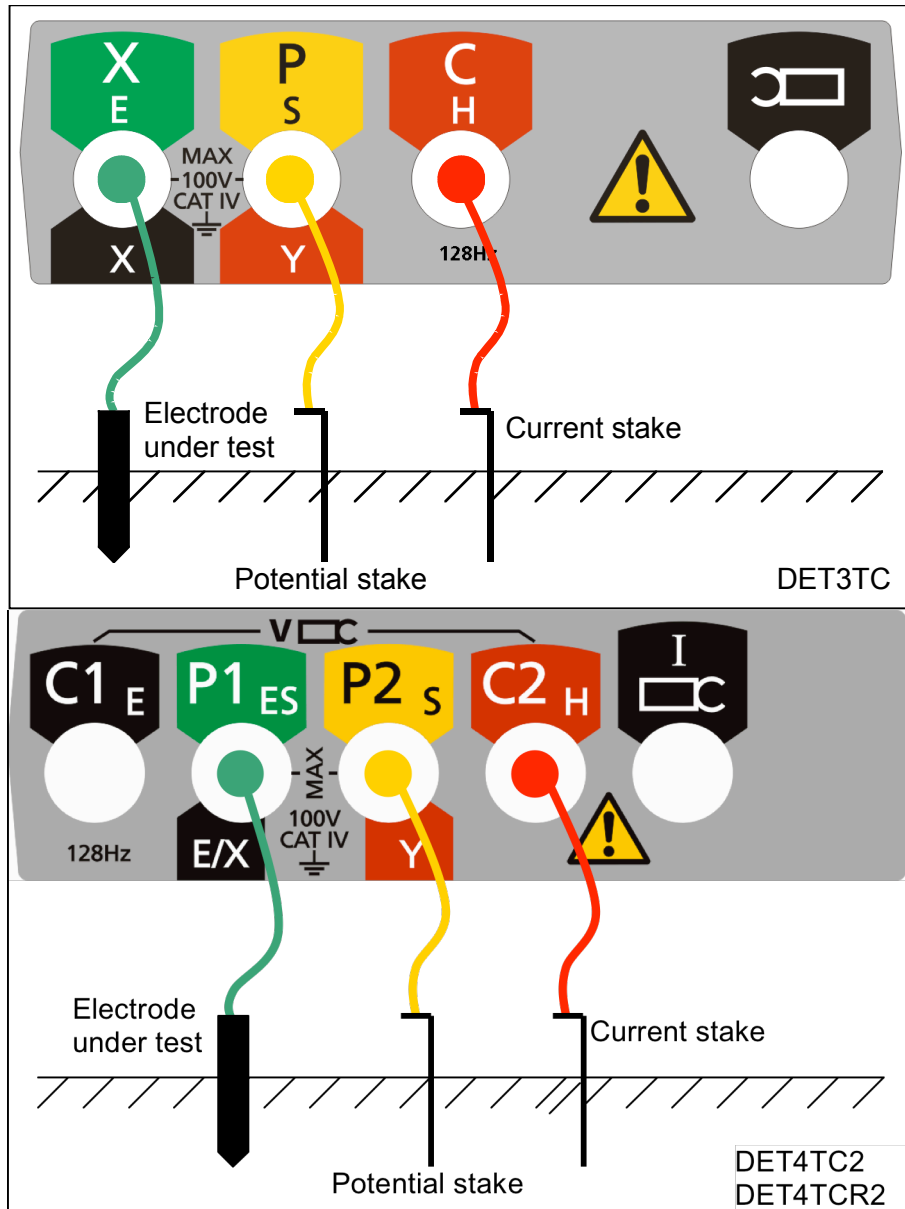 X
E
P
S
C
H
MAX
100V
CAT IV
X
Y
128Hz
Electrode
under test
Current stake
Potential stake
DET3TC
V C
C1 E
P1 ES
P2 S
C2 H
I
C
MAX
100V
CAT IV
128Hz
E/X
Y
Electrode
under test
Current stake
Potential stake
DET4TC2
DET4TCR2